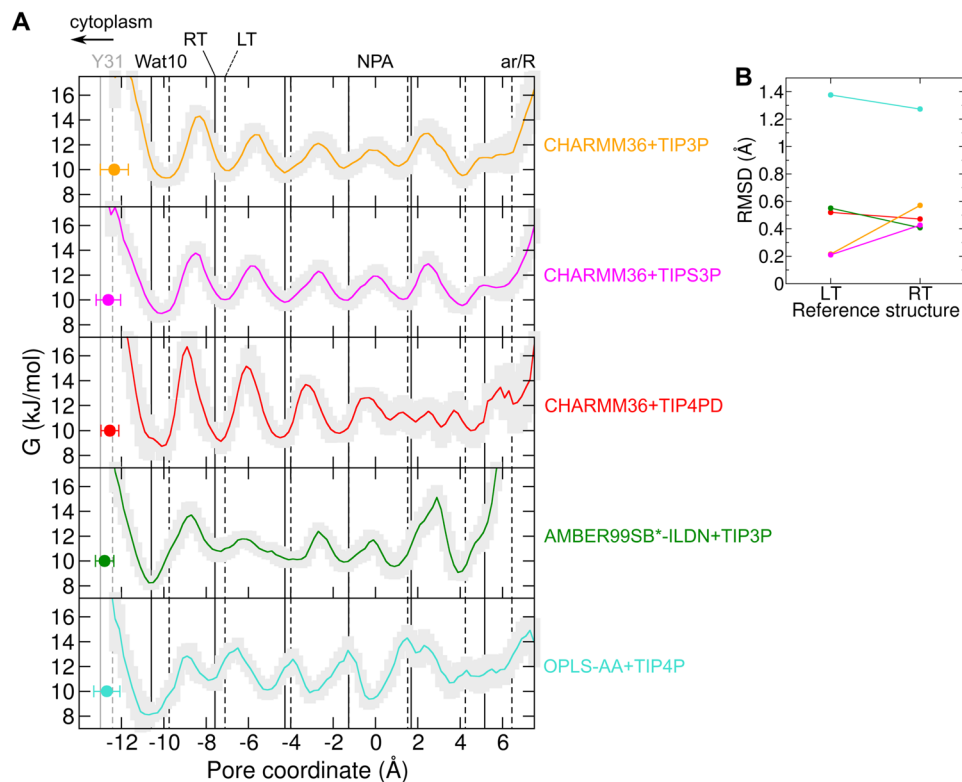 A
cytoplasm
RT
LT
Y31
Wat10
NPA
ar/R
16
14
12
10
8
CHARMM36+TIP3P
16
14
12
10
8
CHARMM36+TIPS3P
16
14
12
10
8
CHARMM36+TIP4PD
16
14
12
10
8
AMBER99SB*-ILDN+TIP3P
16
14
12
10
8
OPLS-AA+TIP4P
G (kJ/mol)
-12 -10 -8 -6 -4 -2 0 2 4 6
Pore coordinate (Å)
B
1.4
1.2
1
0.8
0.6
0.4
0.2
0
RMSD (Å)
LT RT
Reference structure